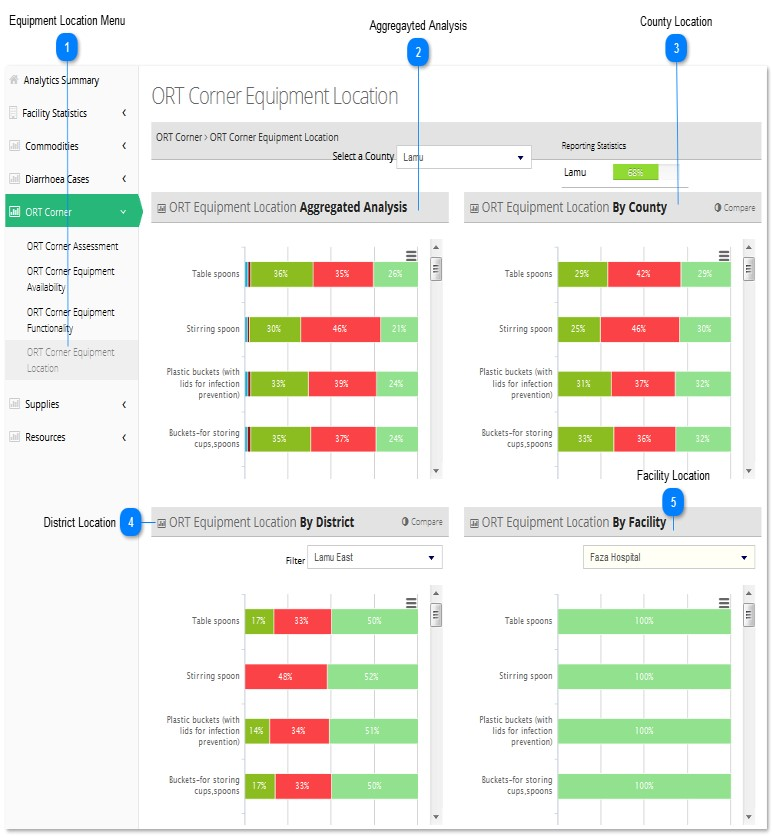 Equipment Location Menu
1
Aggregayted Analysis
2
County Location
3
Analytics Summary
Facility Statistics
Commodities
Diarrhoea Cases
ORT Corner
ORT Corner Assessment
ORT Corner Equipment
Availability
ORT Corner Equipment
Functionality
ORT Corner Equipment
Location
Supplies
Resources
ORT Corner Equipment Location
ORT Corner > ORT Corner Equipment Location
Select a County
Lamu
Reporting Statistics
Lamu 68%
ORT Equipment Location Aggregated Analysis
Table spoons 36% 35% 26%
Stirring spoon 30% 46% 21%
Plastic buckets (with
lids for infection
prevention)
33% 39% 24%
Buckets-for storing
cups,spoons
35% 37% 24%
ORT Equipment Location By County
Compare
Table spoons 29% 42% 29%
Stirring spoon 25% 46% 30%
Plastic buckets (with
lids for infection
prevention)
31% 37% 32%
Buckets-for storing
cups,spoons
33% 36% 32%
District Location
4
ORT Equipment Location By District
Compare
Filter
Lamu East
Table spoons 17% 33% 50%
Stirring spoon 48% 52%
Plastic buckets (with
lids for infection
prevention)
14% 34% 51%
Buckets-for storing
cups,spoons
17% 33% 50%
Facility Location
5
ORT Equipment Location By Facility
Faza Hospital
Table spoons 100%
Stirring spoon 100%
Plastic buckets (with
lids for infection
prevention)
100%
Buckets-for storing
cups,spoons
100%